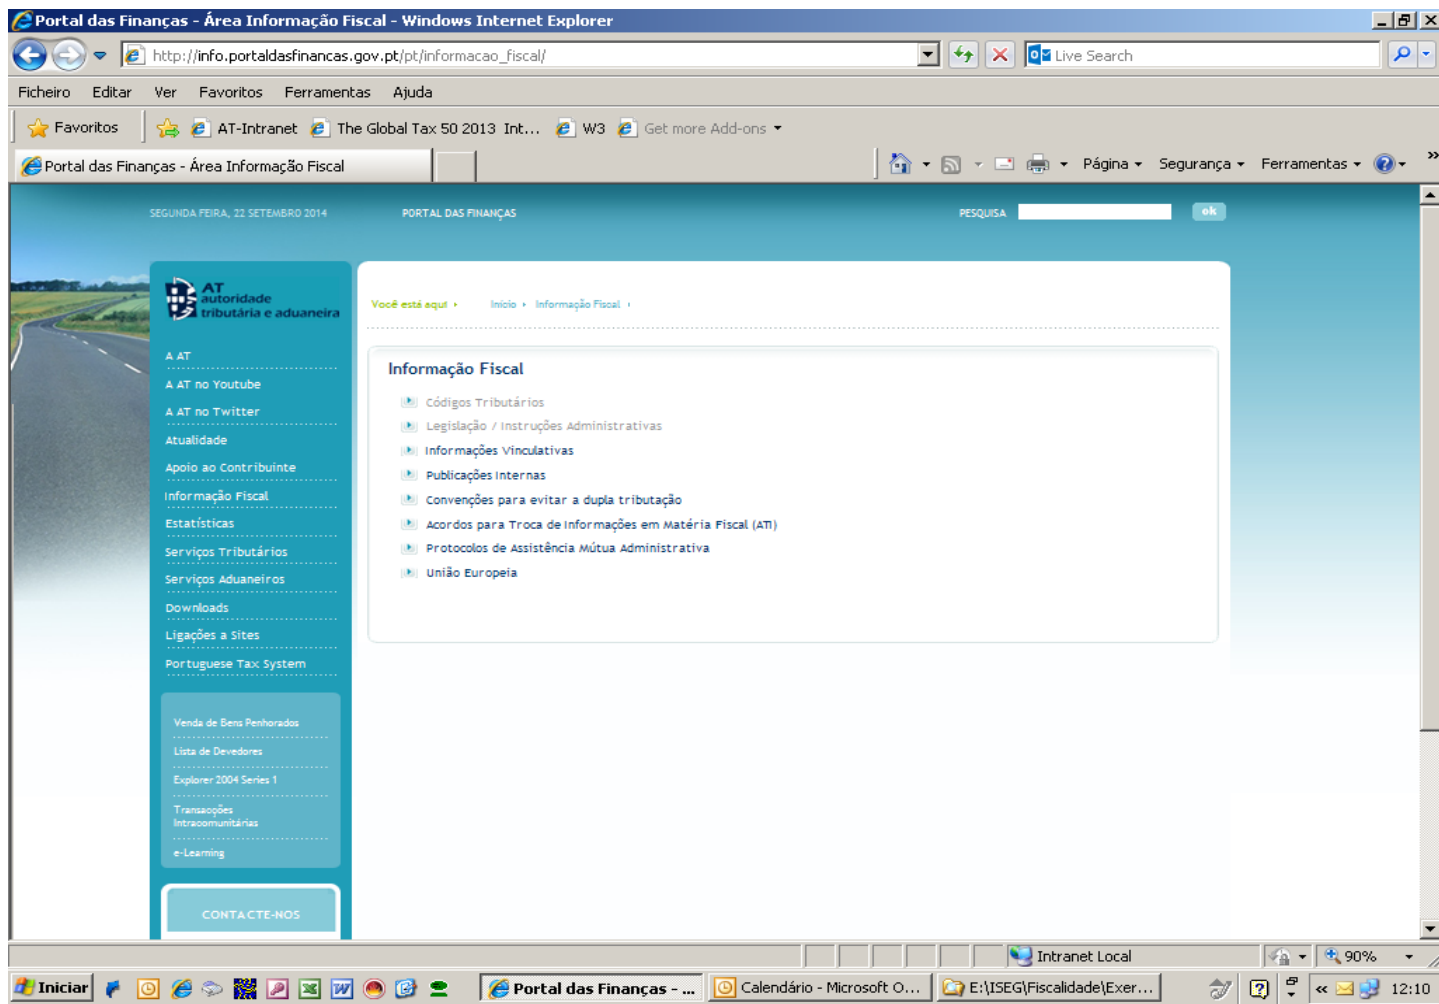 Portal das Finanças - Área Informação Fiscal - Windows Internet Explorer
http://info.portaldasfinancas.gov.pt/pt/informacao_fiscal/
Live Search
Ficheiro Editar Ver Favoritos Ferramentas Ajuda
Favoritos AT-Intranet The Global Tax 50 2013 Int... W3 Get more Add-ons
Portal das Finanças - Área Informação Fiscal
Página Segurança Ferramentas »
SEGUNDA FEIRA, 22 SETEMBRO 2014 PORTAL DAS FINANÇAS PESQUISA ok
AT
autoridade
tributária e aduaneira
A AT
A AT no Youtube
A AT no Twitter
Atualidade
Apoio ao Contribuinte
Informação Fiscal
Estatísticas
Serviços Tributários
Serviços Aduaneiros
Downloads
Ligações a Sites
Portuguese Tax System
Venda de Bens Penhorados
Lista de Devedores
Explorer 2004 Series 1
Transacções
Intracomunitárias
e-Learning
CONTACTE-NOS
Você está aqui Início Informação Fiscal
Informação Fiscal
Códigos Tributários
Legislação / Instruções Administrativas
Informações Vinculativas
Publicações Internas
Convenções para evitar a dupla tributação
Acordos para Troca de Informações em Matéria Fiscal (ATI)
Protocolos de Assistência Mútua Administrativa
União Europeia
Intranet Local 90%
Iniciar Portal das Finanças - ... Calendário - Microsoft O... E:\ISEG\Fiscalidade\Exer... « 12:10